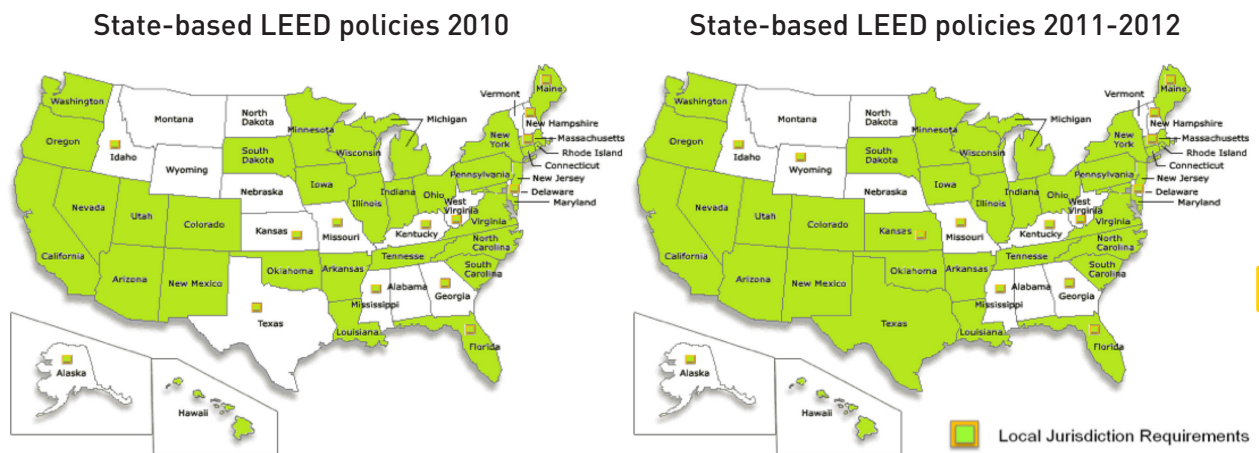 State-based LEED policies 2010
Washington
Oregon
Idaho
Montana
Wyoming
North
Dakota
South
Dakota
Minnesota
Wisconsin
Michigan
Nebraska
Iowa
Nevada
Utah
Colorado
California
Arizona
New Mexico
Kansas
Oklahoma
Texas
Missouri
Arkansas
Louisiana
Illinois
Indiana
Ohio
Kentucky
Tennesse
Mississippi
Alabama
Georgia
Florida
South
Carolina
North
Carolina
Virginia
West
Virginia
Pennsylvania
New
York
Maine
New Hampshire
Massachusetts
Rhode Island
Connecticut
New Jersey
Delaware
Maryland
Vermont
Alaska
Hawaii
State-based LEED policies 2011-2012
Washington
Oregon
Idaho
Montana
Wyoming
North
Dakota
South
Dakota
Minnesota
Wisconsin
Michigan
Nebraska
Iowa
Nevada
Utah
Colorado
California
Arizona
New Mexico
Kansas
Oklahoma
Texas
Missouri
Arkansas
Louisiana
Illinois
Indiana
Ohio
Kentucky
Tennesse
Mississippi
Alabama
Georgia
Florida
South
Carolina
North
Carolina
Virginia
West
Virginia
Pennsylvania
New
York
Maine
New Hampshire
Massachusetts
Rhode Island
Connecticut
New Jersey
Delaware
Maryland
Alaska
Hawaii
Local Jurisdiction Requirements